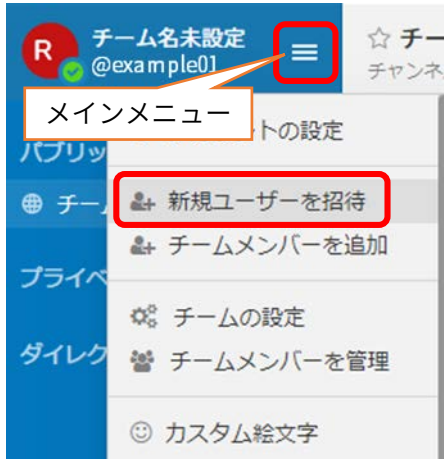 R
チーム名未設定
@example01
☆ チー
チャンネ
メインメニュー
トの設定
パブリッ
チー
新規ユーザーを招待
チームメンバーを追加
プライベ
チームの設定
ダイレク
チームメンバーを管理
カスタム絵文字